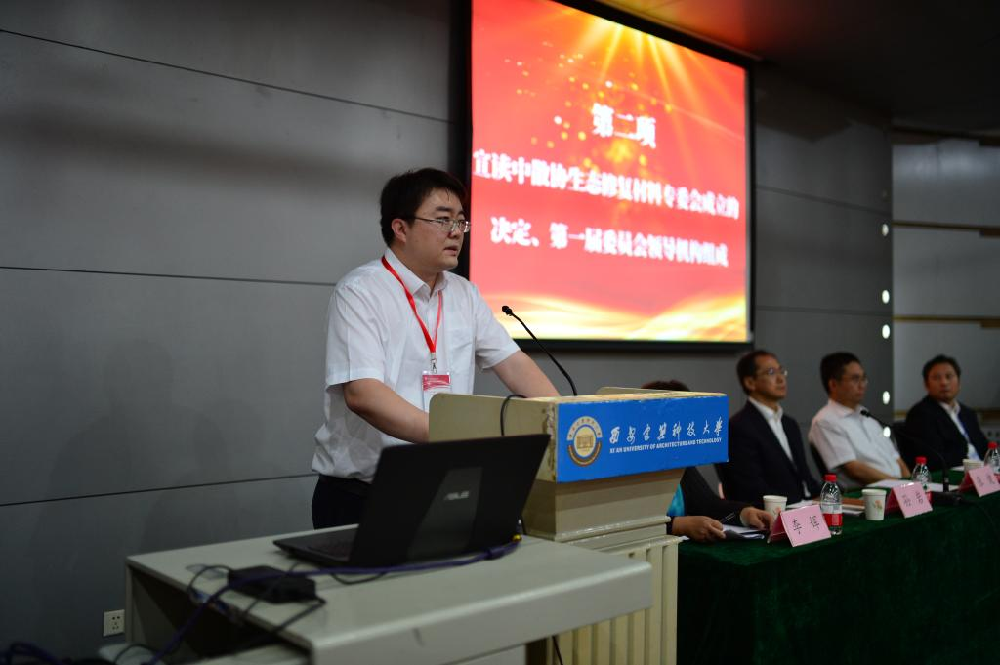 第二项
宣读中散协生态修复材料专委会成立的
决定、第一届委员会领导机构组成
西安建筑科技大学
XI'AN UNIVERSITY OF ARCHITECTURE AND TECHNOLOGY
李辉
ASUS